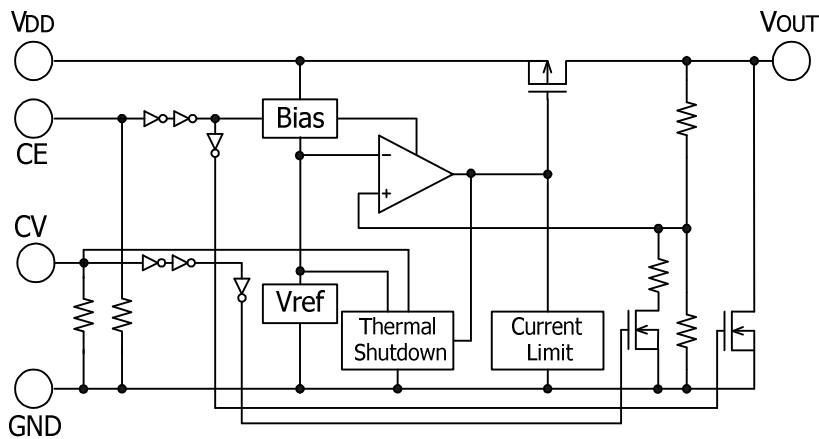 VDD
VOUT
CE
Bias
−
+
CV
Vref
Thermal
Shutdown
Current
Limit
GND